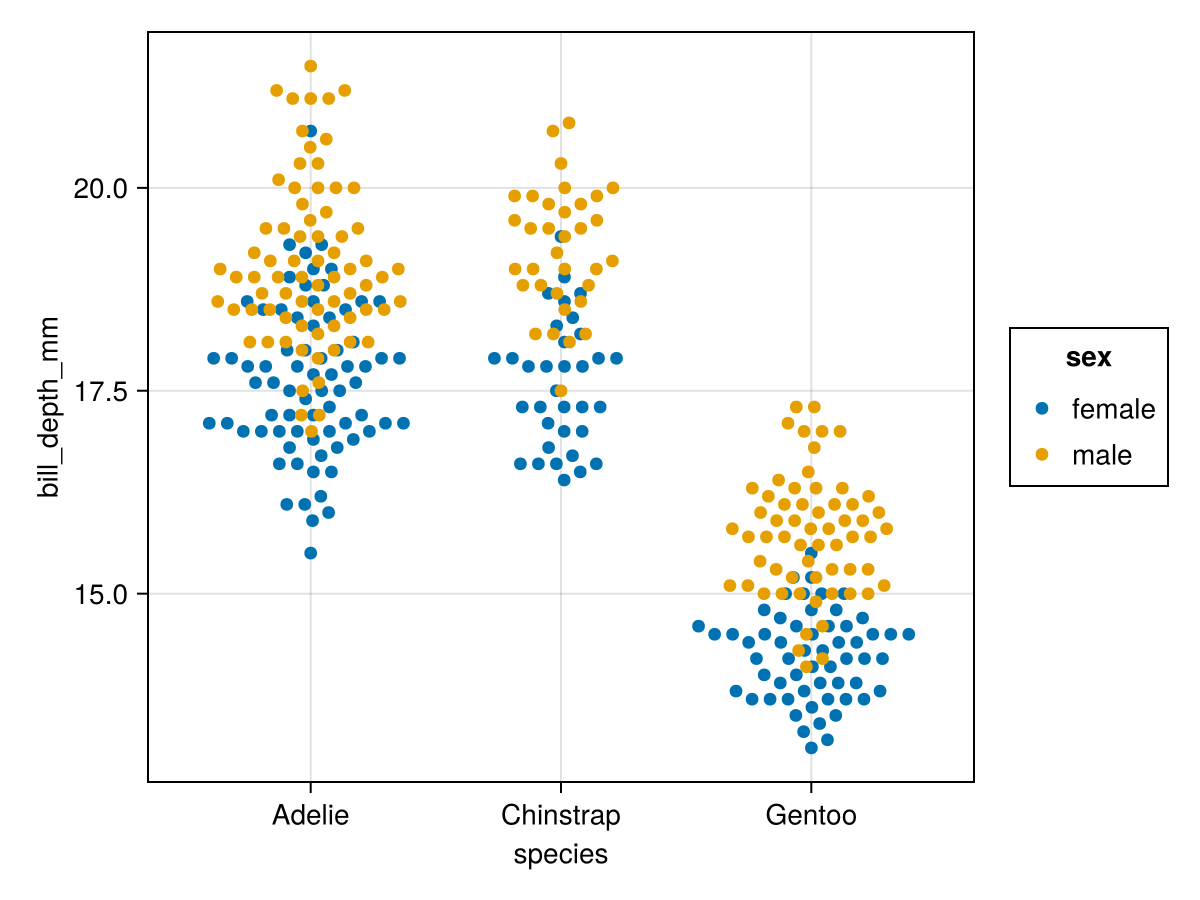 20.0
17.5
15.0
bill_depth_mm
Adelie
Chinstrap
Gentoo
species
sex
female
male